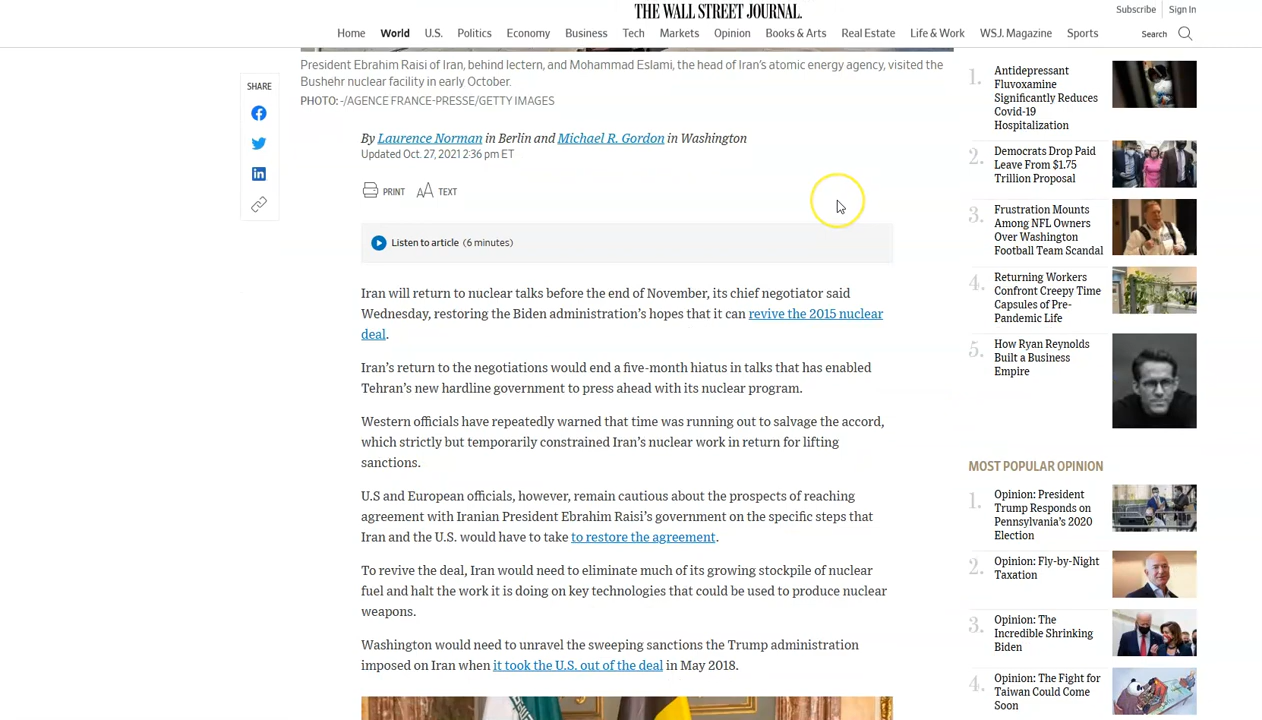 THE WALL STREET JOURNAL.
Subscribe
Sign In
Home World U.S. Politics Economy Business Tech Markets Opinion Books & Arts Real Estate Life & Work WSJ. Magazine Sports
Search
President Ebrahim Raisi of Iran, behind lectern, and Mohammad Eslami, the head of Iran's atomic energy agency, visited the
Bushehr nuclear facility in early October.
PHOTO: -/AGENCE FRANCE-PRESSE/GETTY IMAGES
SHARE
By Laurence Norman in Berlin and Michael R. Gordon in Washington
Updated Oct. 27, 2021 2:36 pm ET
PRINT
AA TEXT
Listen to article (6 minutes)
Iran will return to nuclear talks before the end of November, its chief negotiator said
Wednesday, restoring the Biden administration's hopes that it can revive the 2015 nuclear
deal.
Iran's return to the negotiations would end a five-month hiatus in talks that has enabled
Tehran's new hardline government to press ahead with its nuclear program.
Western officials have repeatedly warned that time was running out to salvage the accord,
which strictly but temporarily constrained Iran's nuclear work in return for lifting
sanctions.
U.S and European officials, however, remain cautious about the prospects of reaching
agreement with Iranian President Ebrahim Raisi's government on the specific steps that
Iran and the U.S. would have to take to restore the agreement.
To revive the deal, Iran would need to eliminate much of its growing stockpile of nuclear
fuel and halt the work it is doing on key technologies that could be used to produce nuclear
weapons.
Washington would need to unravel the sweeping sanctions the Trump administration
imposed on Iran when it took the U.S. out of the deal in May 2018.
1.
Antidepressant
Fluvoxamine
Significantly Reduces
Covid-19
Hospitalization
2.
Democrats Drop Paid
Leave From $1.75
Trillion Proposal
3.
Frustration Mounts
Among NFL Owners
Over Washington
Football Team Scandal
4.
Returning Workers
Confront Creepy Time
Capsules of Pre-
Pandemic Life
5.
How Ryan Reynolds
Built a Business
Empire
MOST POPULAR OPINION
1.
Opinion: President
Trump Responds on
Pennsylvania's 2020
Election
2.
Opinion: Fly-by-Night
Taxation
3.
Opinion: The
Incredible Shrinking
Biden
4.
Opinion: The Fight for
Taiwan Could Come
Soon